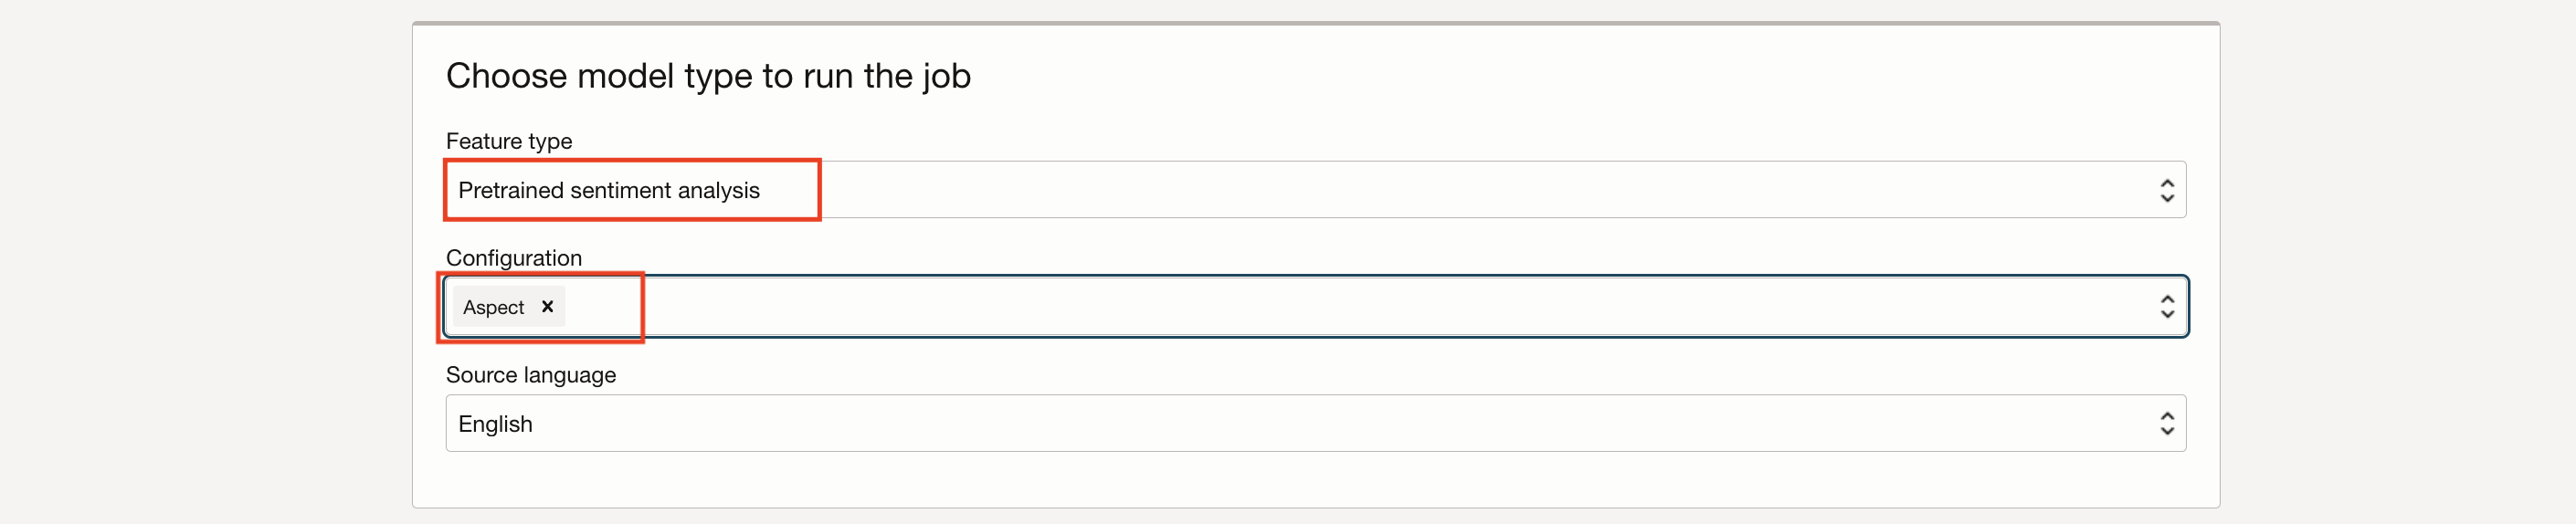 Choose model type to run the job
Feature type
Pretrained sentiment analysis
Configuration
Aspect
Source language
English